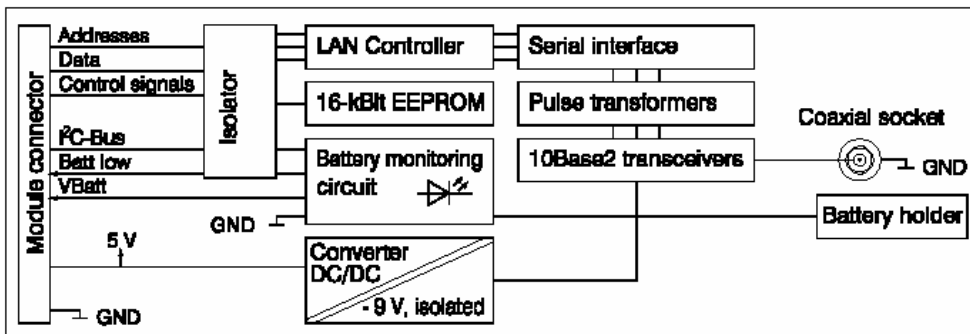 Module connector
Addresses
Data
Control signals
I²C-Bus
Batt low
VBatt
5 V
GND
Isolator
LAN Controller
16-kBit EEPROM
Battery monitoring
circuit
GND
Converter
DC/DC
- 9 V, isolated
Serial interface
Pulse transformers
10Base2 transceivers
Coaxial socket
GND
Battery holder